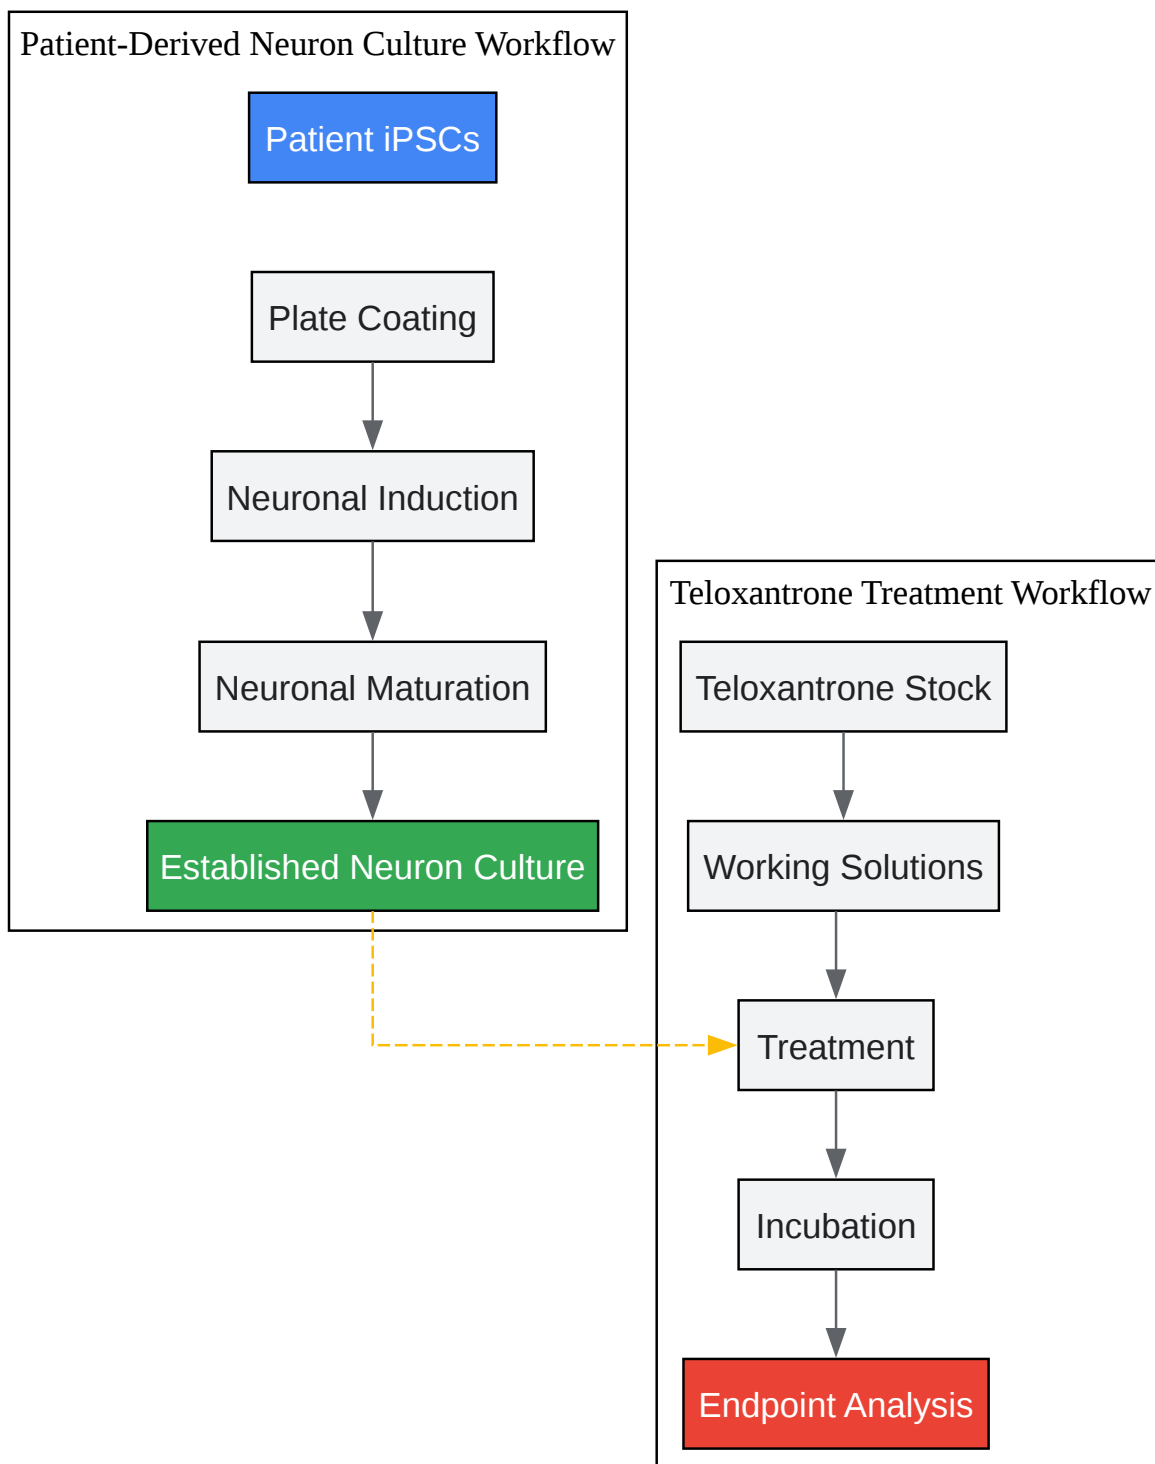 Patient-Derived Neuron Culture Workflow
Patient iPSCs
Plate Coating
Neuronal Induction
Neuronal Maturation
Established Neuron Culture
Teloxantrone Treatment Workflow
Teloxantrone Stock
Working Solutions
Treatment
Incubation
Endpoint Analysis